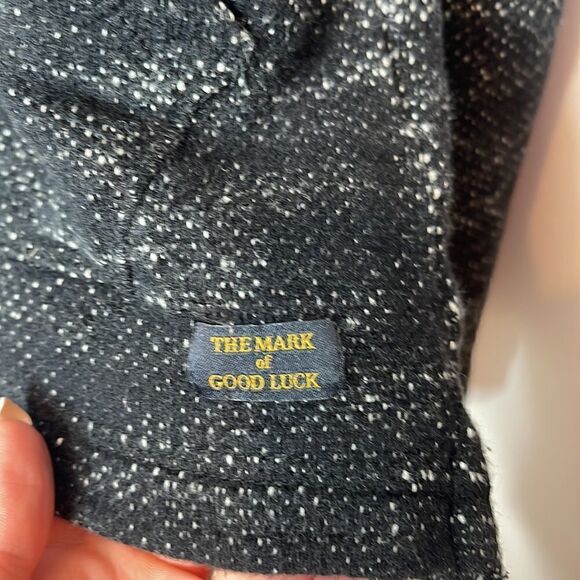 THE MARK
of
GOOD LUCK